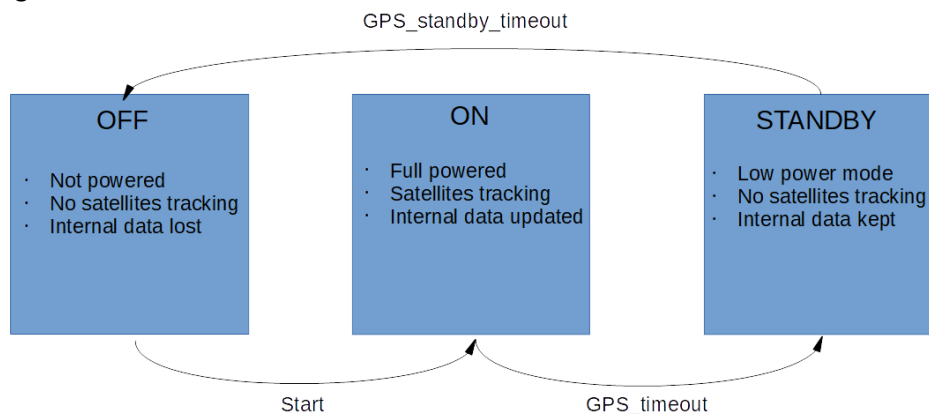 GPS_standby_timeout
OFF
· Not powered
· No satellites tracking
· Internal data lost
ON
· Full powered
· Satellites tracking
· Internal data updated
STANDBY
· Low power mode
· No satellites tracking
· Internal data kept
Start
GPS_timeout